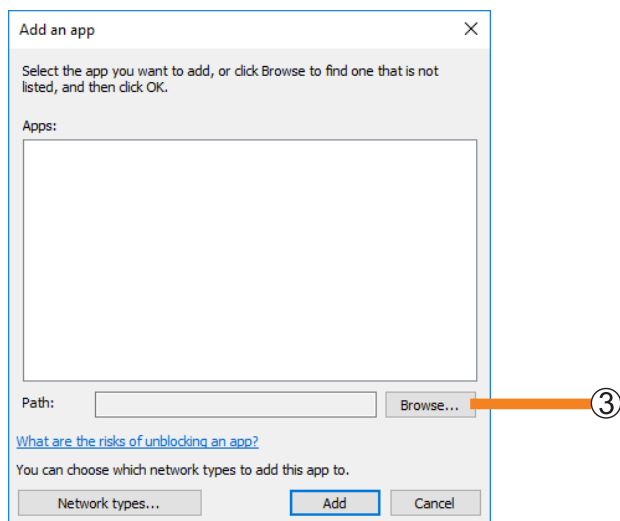 Add an app
Select the app you want to add, or click Browse to find one that is not
listed, and then click OK.
Apps:
Path:
Browse...
③
What are the risks of unblocking an app?
You can choose which network types to add this app to.
Network types...
Add
Cancel